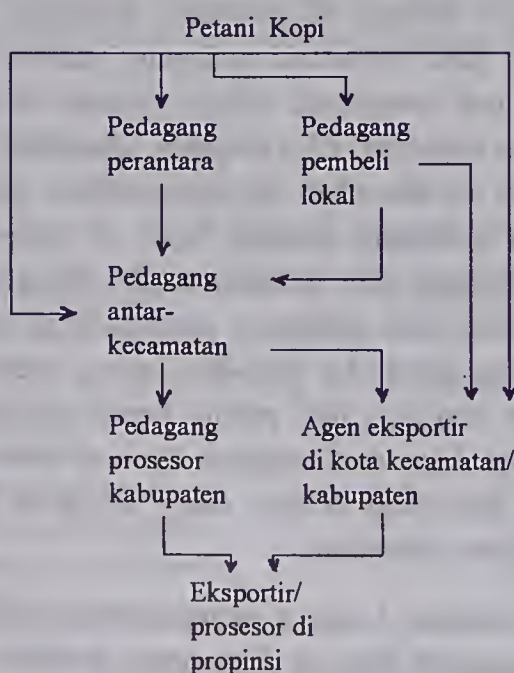 Petani Kopi
Pedagang
perantara
Pedagang
pembeli
lokal
Pedagang
antar-
kecamatan
Pedagang
prosesor
kabupaten
Agen eksportir
di kota kecamatan/
kabupaten
Eksportir/
prosesor di
propinsi